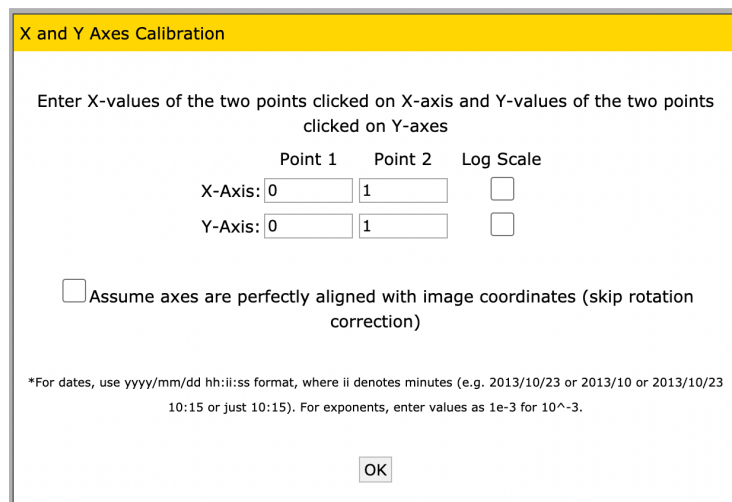 X and Y Axes Calibration
Enter X-values of the two points clicked on X-axis and Y-values of the two points
clicked on Y-axes
Point 1 Point 2 Log Scale
X-Axis: 0 1
Y-Axis: 0 1
Assume axes are perfectly aligned with image coordinates (skip rotation
correction)
*For dates, use yyyy/mm/dd hh:ii:ss format, where ii denotes minutes (e.g. 2013/10/23 or 2013/10 or 2013/10/23
10:15 or just 10:15). For exponents, enter values as 1e-3 for 10^-3.
OK